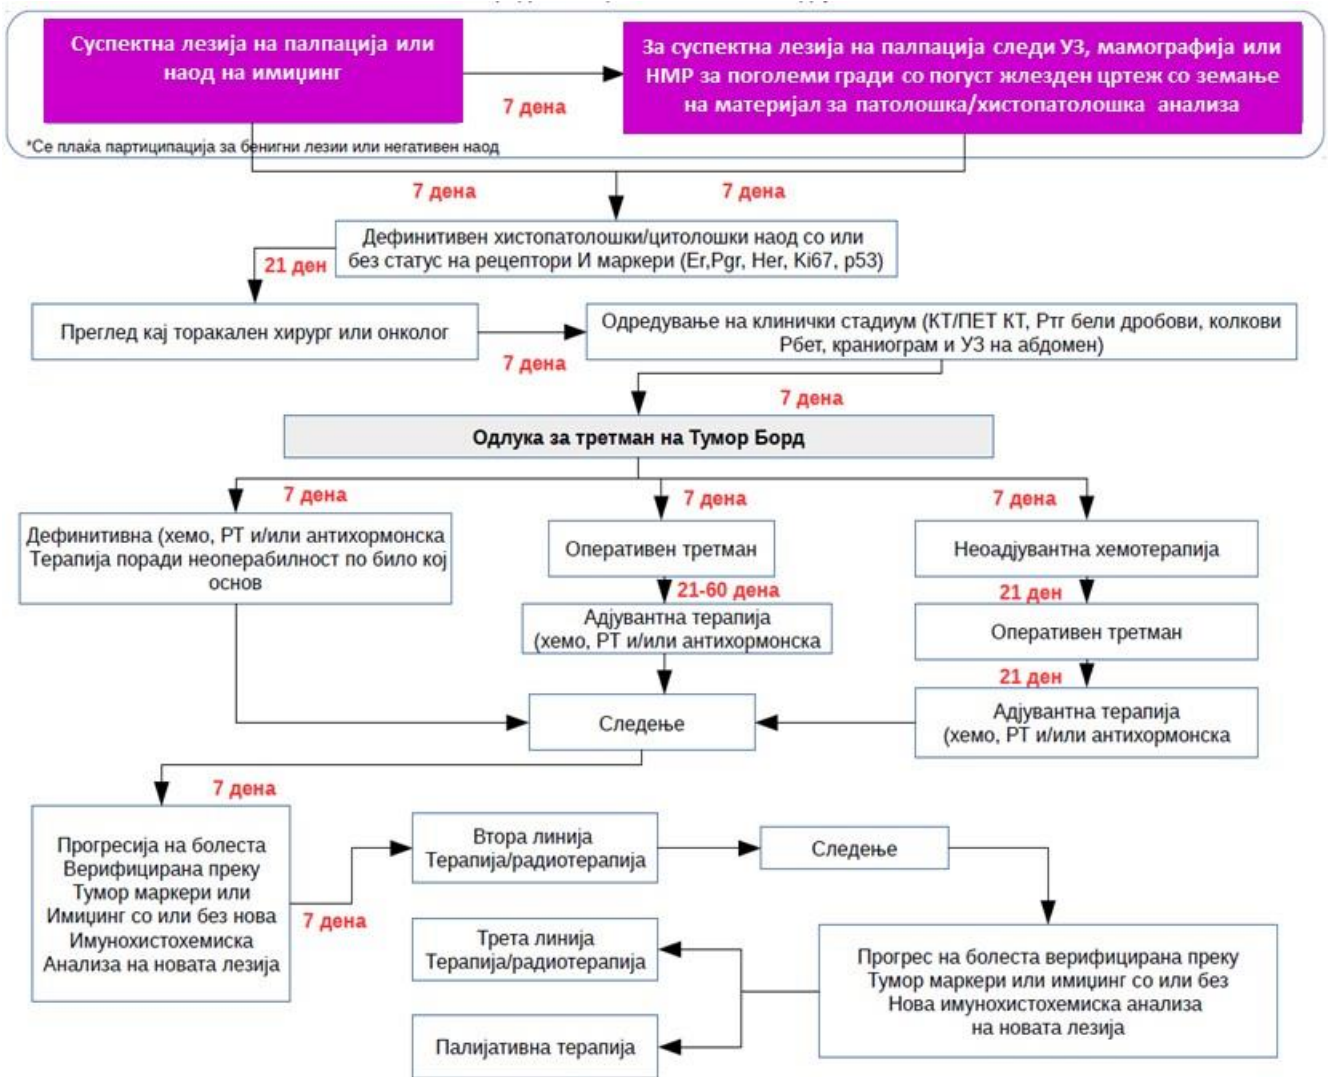 Суспектна лезија на палпација или
наод на имиџинг
7 дена
За суспектна лезија на палпација следи УЗ, мамографија или
НМР за поголеми гради со погуст жлезден цртеж со земање
на материјал за патолошка/хистопатолошка анализа
*Се плаќа партиципација за бенигни лезии или негативен наод
7 дена
7 дена
Дефинитивен хистопатолошки/цитолошки наод со или
без статус на рецептори И маркери (Er,Pgr, Her, Ki67, p53)
21 ден
Преглед кај торакален хирург или онколог
7 дена
Одредување на клинички стадиум (КТ/ПЕТ КТ, Ртг бели дробови, колкови
Рбет, краниограм и УЗ на абдомен)
7 дена
Одлука за третман на Тумор Борд
7 дена
7 дена
7 дена
Дефинитивна (хемо, РТ и/или антихормонска
Терапија поради неоперабилност по било кој
основ
Оперативен третман
21-60 дена
Адјувантна терапија
(хемо, РТ и/или антихормонска
Неоадјувантна хемотерапија
21 ден
Оперативен третман
21 ден
Адјувантна терапија
(хемо, РТ и/или антихормонска
Следење
7 дена
Прогресија на болеста
Верифицирана преку
Тумор маркери или
Имиџинг со или без нова
Имунохистохемиска
Анализа на новата лезија
7 дена
Втора линија
Терапија/радиотерапија
Следење
Прогрес на болеста верифицирана преку
Тумор маркери или имиџинг со или без
Нова имунохистохемиска анализа
на новата лезија
Трета линија
Терапија/радиотерапија
Палијативна терапија